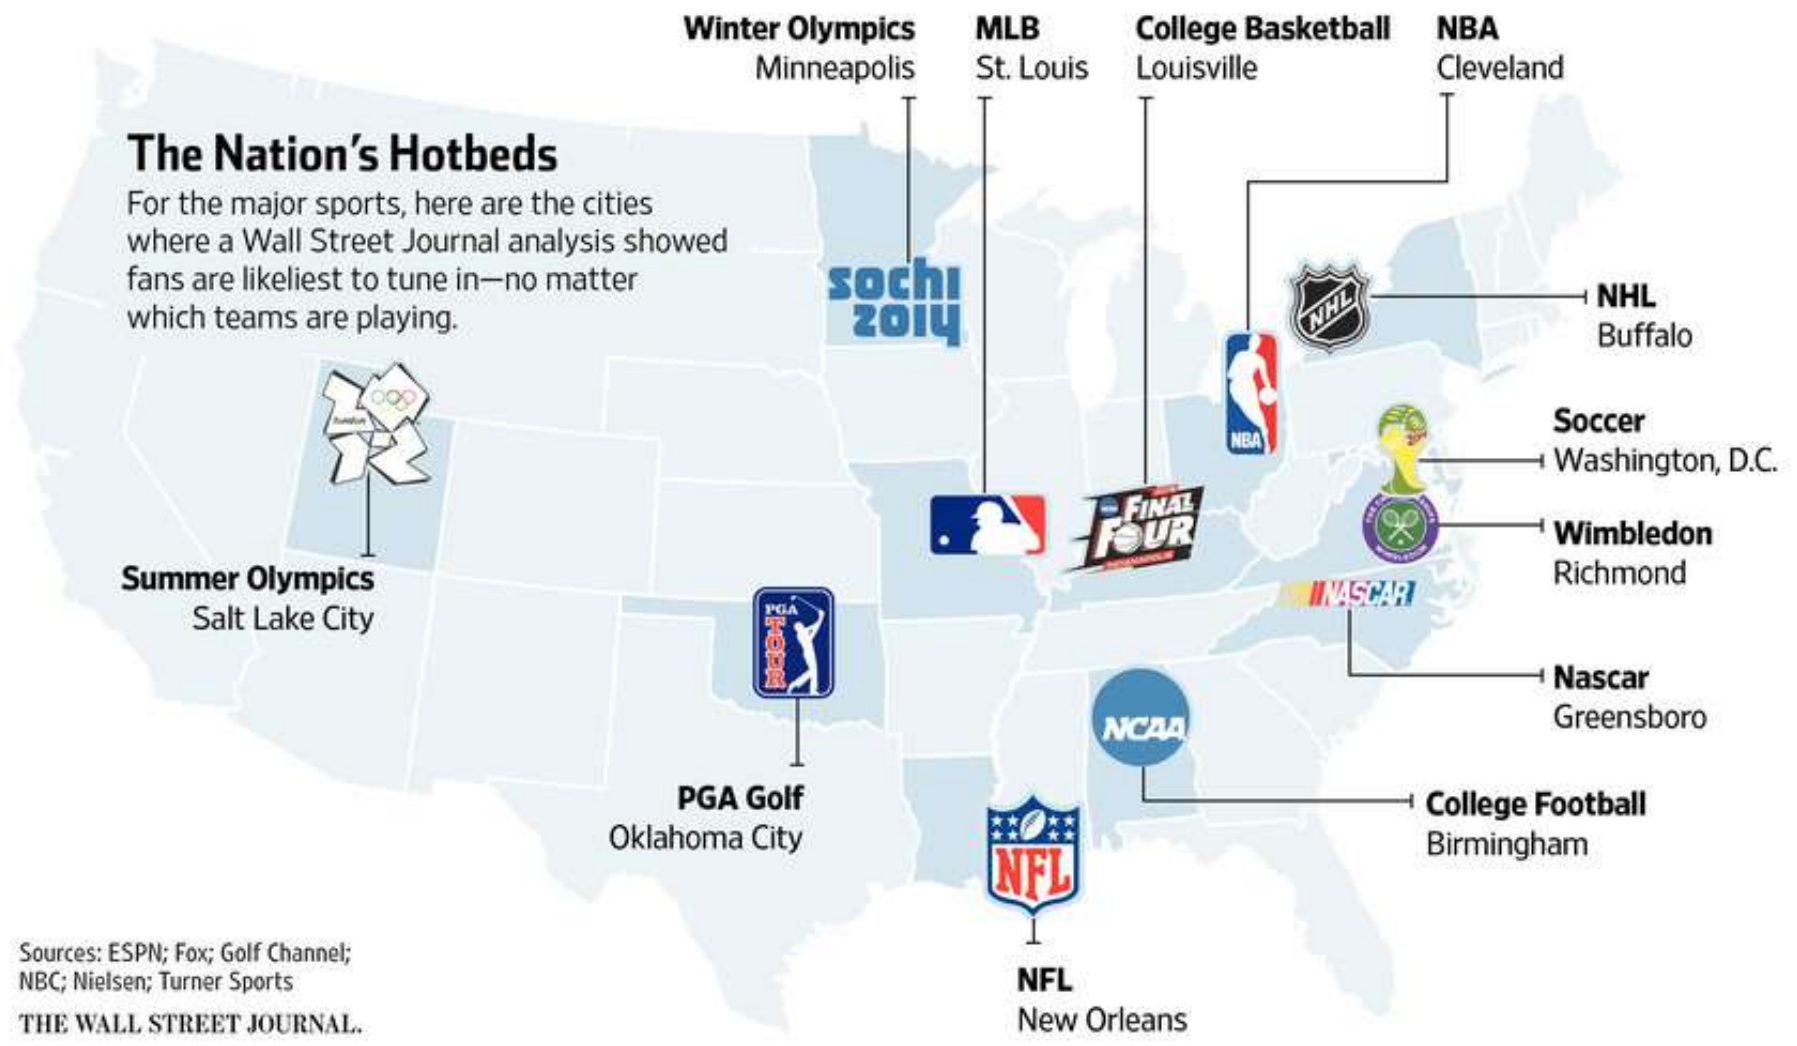 Winter Olympics
Minneapolis
MLB
St. Louis
College Basketball
Louisville
NBA
Cleveland
The Nation's Hotbeds
For the major sports, here are the cities
where a Wall Street Journal analysis showed
fans are likeliest to tune in—no matter
which teams are playing.
sochi
2014
NHL
NHL
Buffalo
NBA
Soccer
Washington, D.C.
london
FINAL
FOUR
Wimbledon
Richmond
WIMBLEDON
NASCAR
Summer Olympics
Salt Lake City
PGA
TOUR
Nascar
Greensboro
NCAA
PGA Golf
Oklahoma City
College Football
Birmingham
NFL
NFL
New Orleans
Sources: ESPN; Fox; Golf Channel;
NBC; Nielsen; Turner Sports
THE WALL STREET JOURNAL.